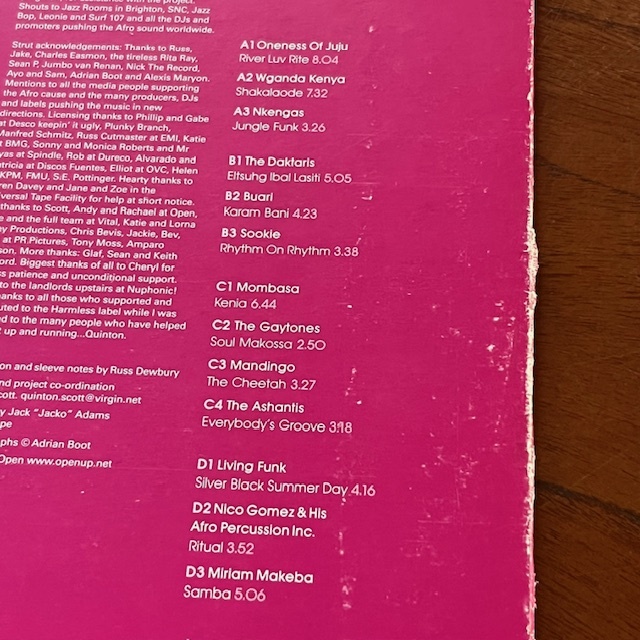 Shouts to Jazz Rooms in Brighton, SNC, Jazz
Bop, Leonie and Surf 107 and all the DJs and
promoters pushing the Afro sound worldwide.
Strut acknowledgements: Thanks to Russ,
Jake, Charles Easmon, the tireless Rita Ray,
Sean P, Jumbo van Renan, Nick The Record,
Ayo and Sam, Adrian Boot and Alexis Maryon.
Mentions to all the media people supporting
the Afro cause and the many producers, DJs
and labels pushing the music in new
directions. Licensing thanks to Phillip and Gabe
at Desco keepin' it ugly, Plunky Branch,
Manfred Schmitz, Russ Cutmaster at EMI, Katie
at BMG, Sonny and Monica Roberts and Mr
at Spindle, Rob at Dureco, Alvarado and
at Discos Fuentes, Elliot at OVC, Helen
KPM, FMU, S.E. Pottinger. Hearty thanks to
Davey and Jane and Zoe in the
Tape Facility for help at short notice.
thanks to Scott, Andy and Rachael at Open,
and the full team at Vital, Katie and Lorna
Productions, Chris Bevis, Jackie, Bev,
at PR.Pictures, Tony Moss, Amparo
More thanks: Glaf, Sean and Keith
Biggest thanks of all to Cheryl for
patience and unconditional support.
to the landlords upstairs at Nuphonic!
to all those who supported and
to the Harmless label while I was
to the many people who have helped
up and running...Quinton.
and sleeve notes by Russ Dewbury
and project co-ordination
quinton.scott@virgin.net
Jack "Jacko" Adams
© Adrian Boot
Open www.openup.net
A1 Oneness Of Juju
River Luv Rite 8.04
A2 Wganda Kenya
Shakalaode 7.32
A3 Nkengas
Jungle Funk 3.26
B1 The Daktaris
Eltsuhg Ibal Lasiti 5.05
B2 Buari
Karam Bani 4.23
B3 Sookie
Rhythm On Rhythm 3.38
C1 Mombasa
Kenia 6.44
C2 The Gaytones
Soul Makossa 2.50
C3 Mandingo
The Cheetah 3.27
C4 The Ashantis
Everybody's Groove 3.18
D1 Living Funk
Silver Black Summer Day 4.16
D2 Nico Gomez & His
Afro Percussion Inc.
Ritual 3.52
D3 Miriam Makeba
Samba 5.06